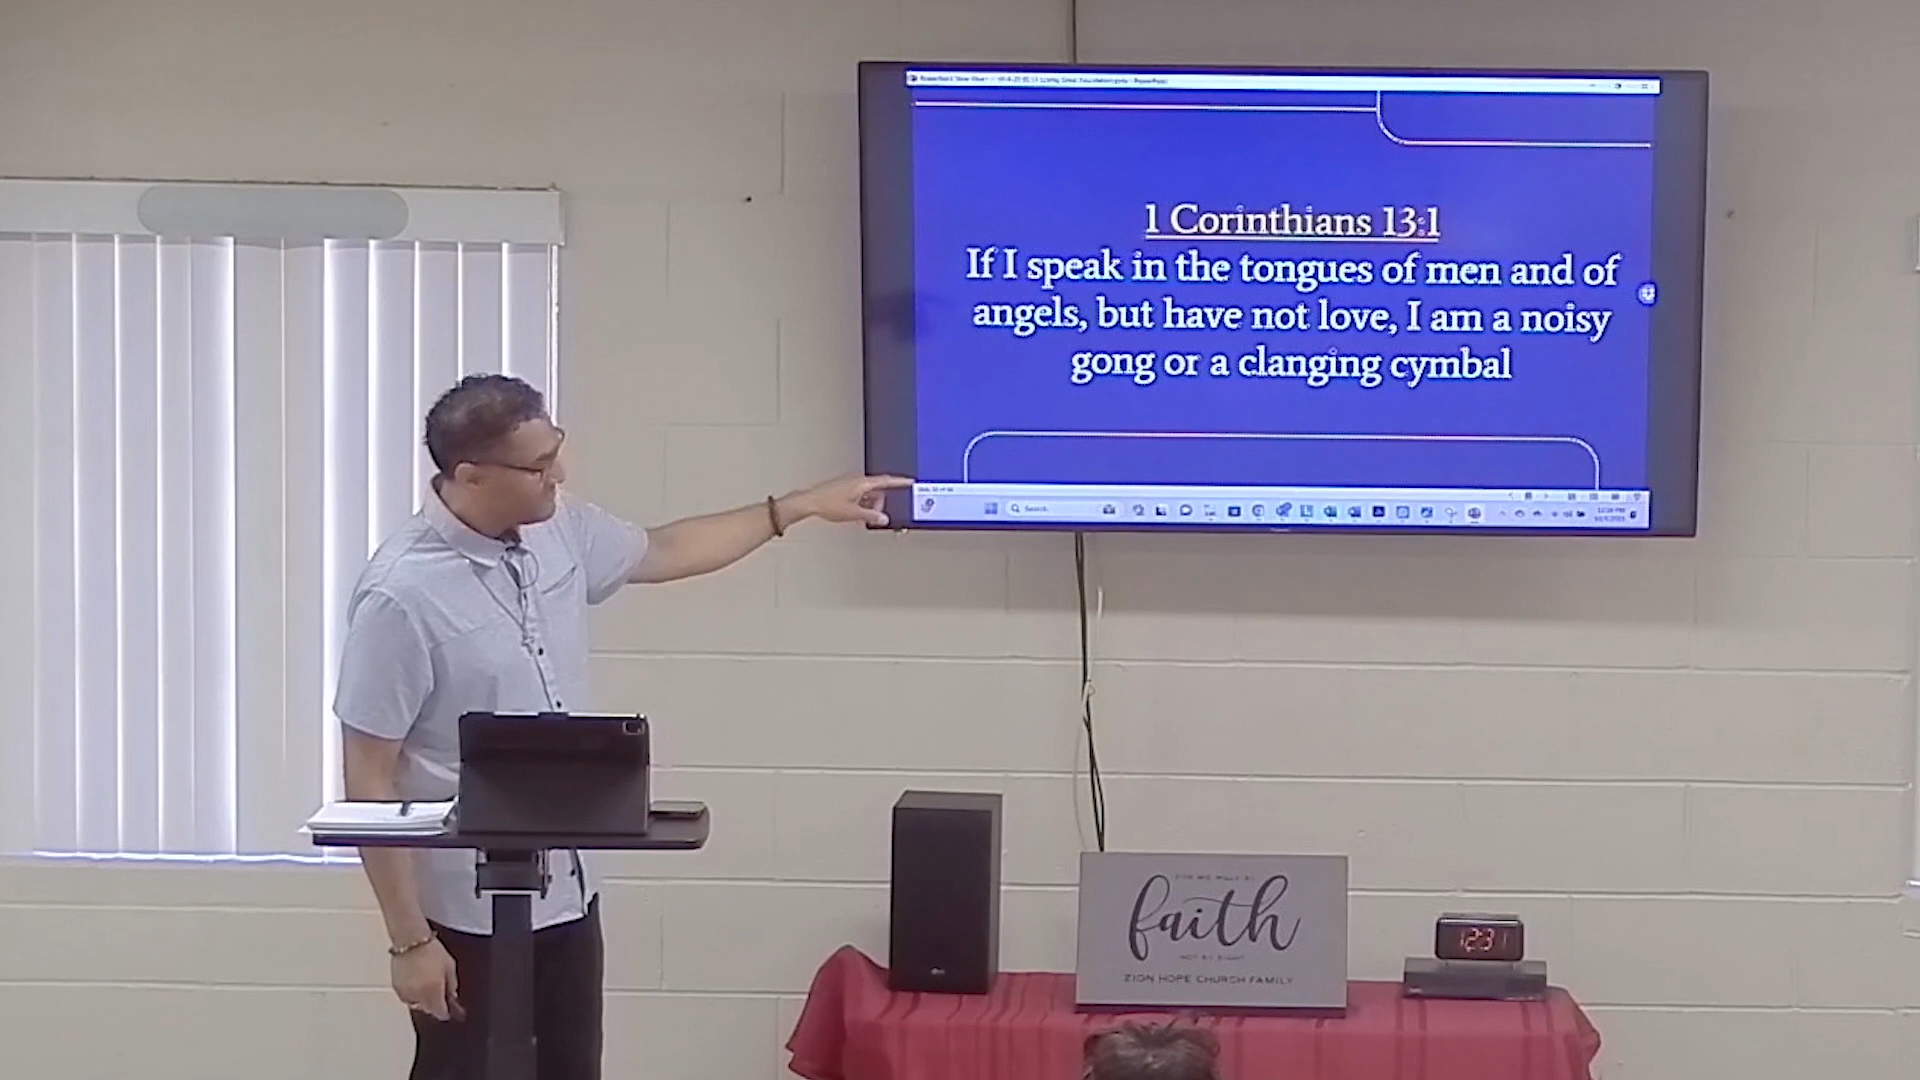 1 Corinthians 13:1
If I speak in the tongues of men and of
angels, but have not love, I am a noisy
gong or a clanging cymbal
Search
faith
ZION HOPE CHURCH FAMILY
12:31